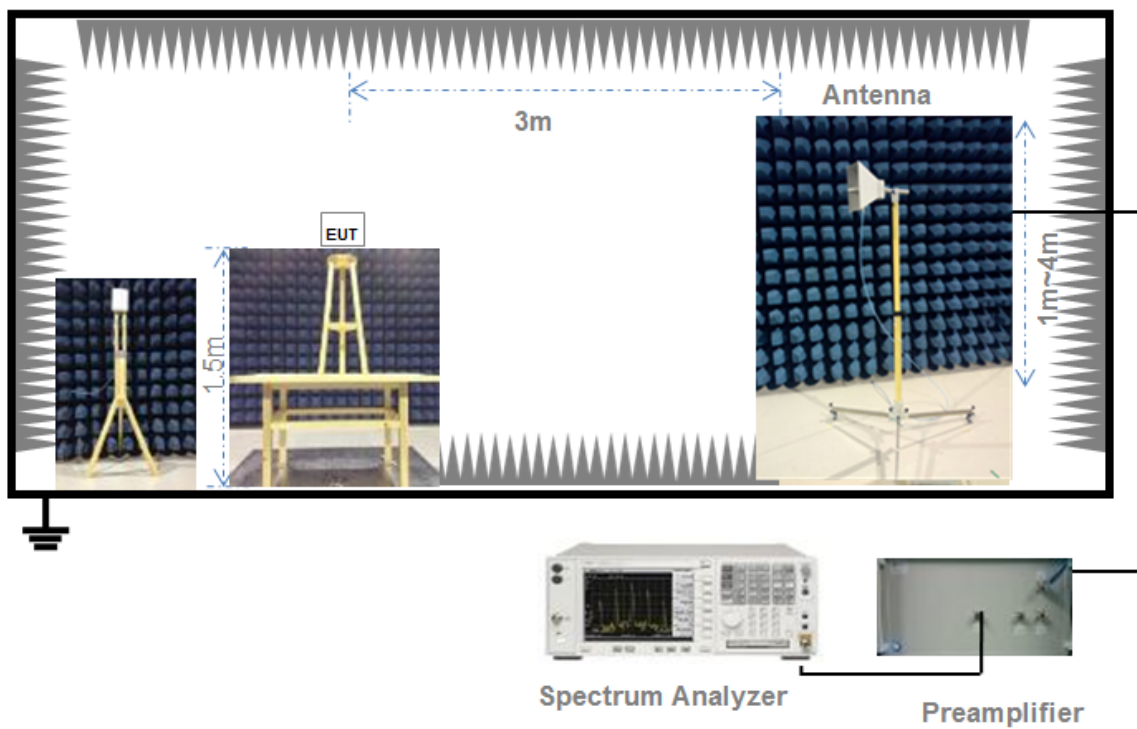 Antenna
3m
EUT
1.5m
1m~4m
Spectrum Analyzer
Preamplifier